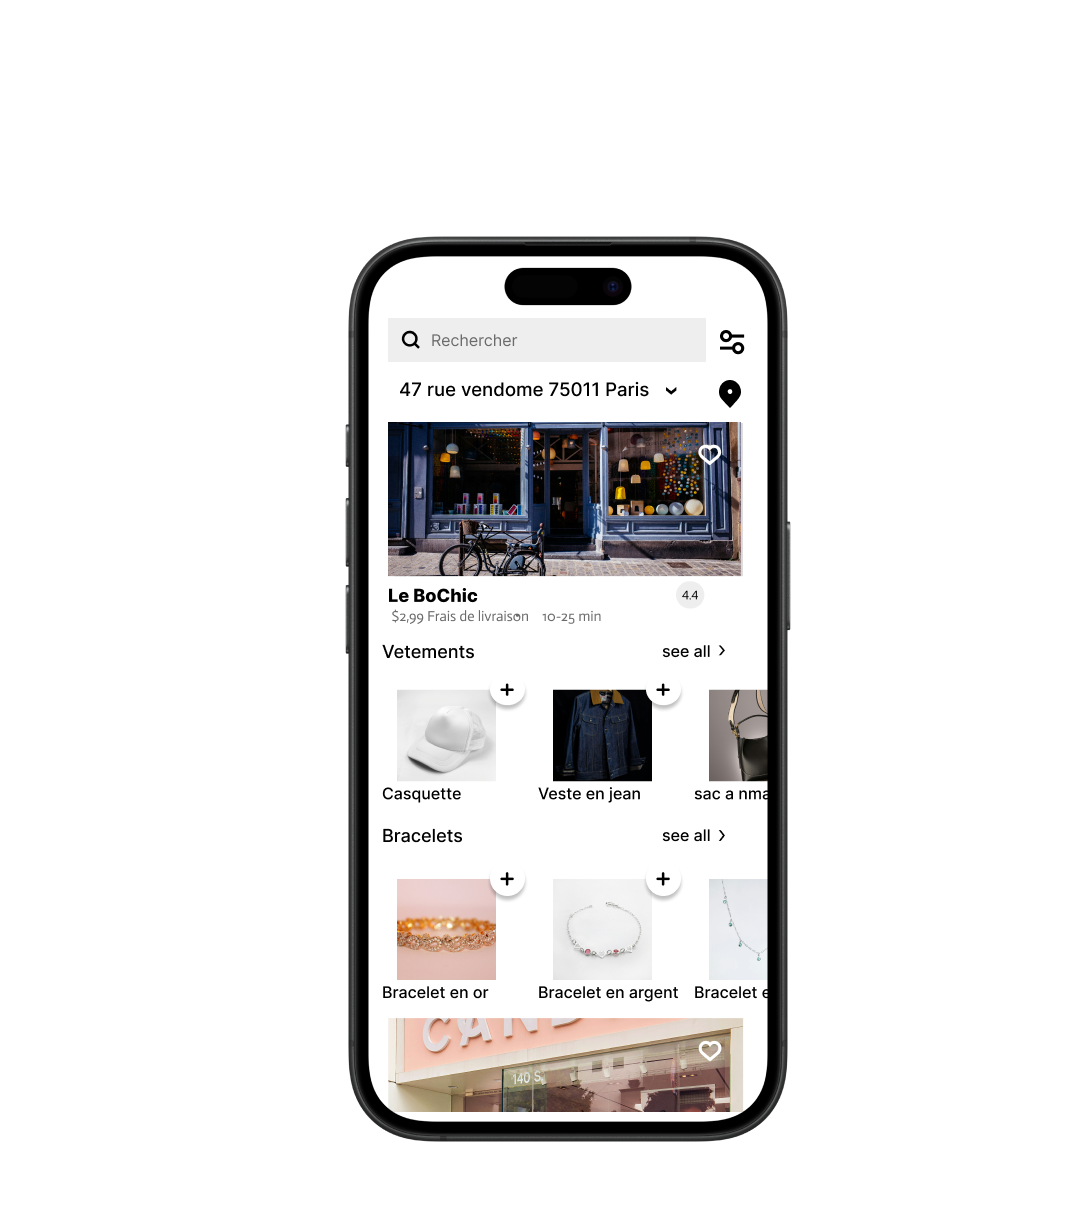 Rechercher
47 rue vendome 75011 Paris
Le BoChic
4.4
$2,99 Frais de livraison 10-25 min
Vetements see all
Casquette Veste en jean sac a nma
Bracelets see all
Bracelet en or Bracelet en argent Bracelet e
CAND
140 S.